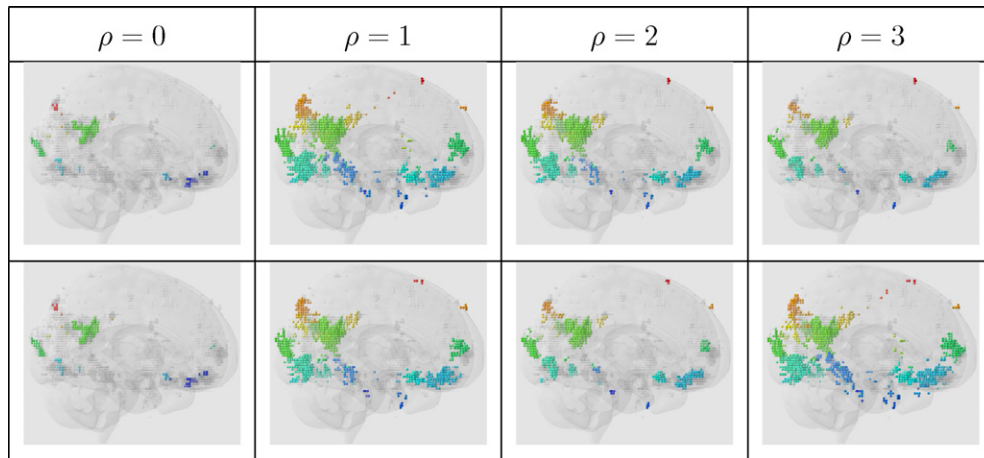 ρ = 0
ρ = 1
ρ = 2
ρ = 3